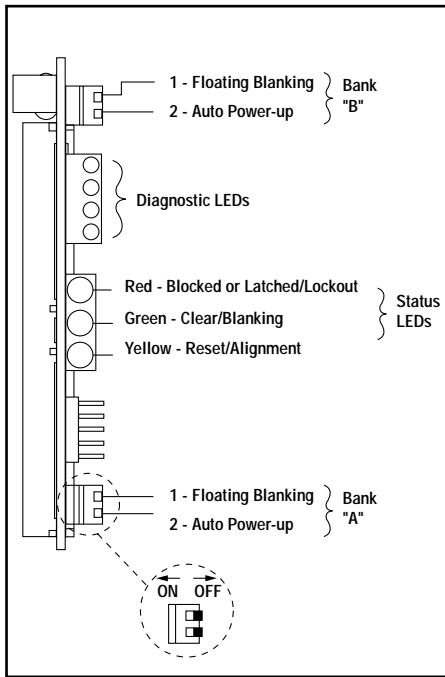 1 - Floating Blanking
2 - Auto Power-up
Bank
"B"
Diagnostic LEDs
Red - Blocked or Latched/Lockout
Green - Clear/Blanking
Yellow - Reset/Alignment
Status
LEDs
1 - Floating Blanking
2 - Auto Power-up
Bank
"A"
ON OFF